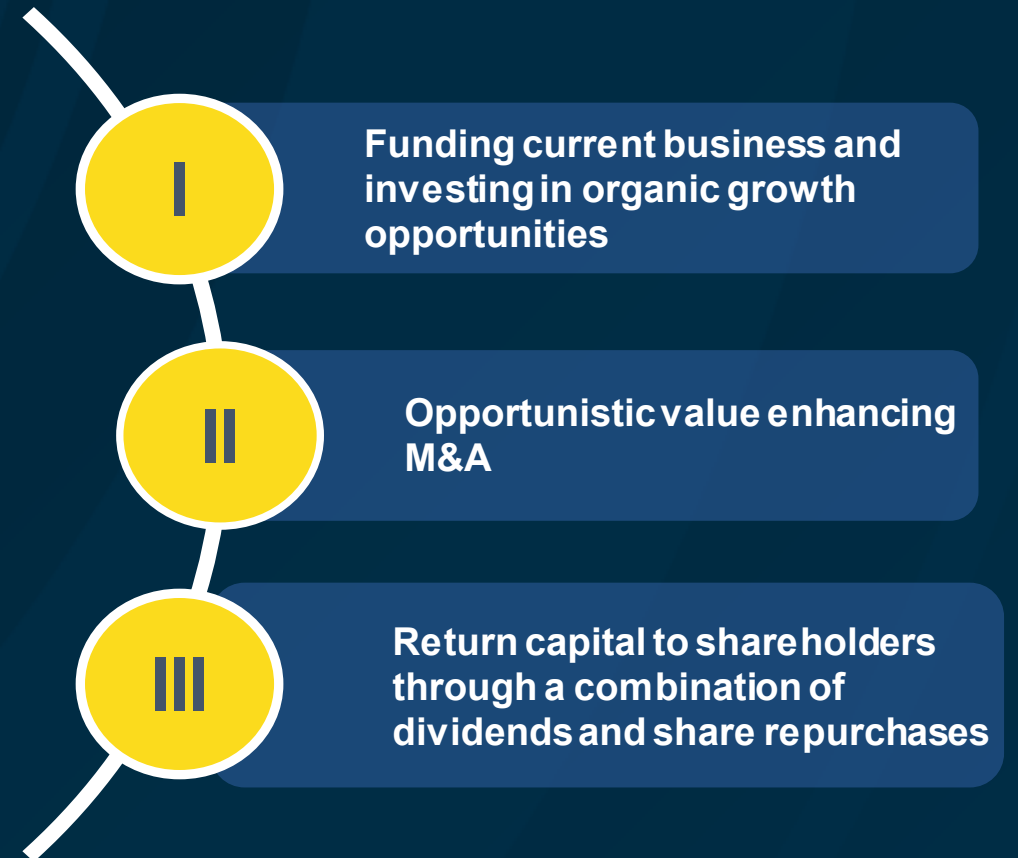 I
Funding current business and
investing in organic growth
opportunities
II
Opportunistic value enhancing
M&A
III
Return capital to shareholders
through a combination of
dividends and share repurchases